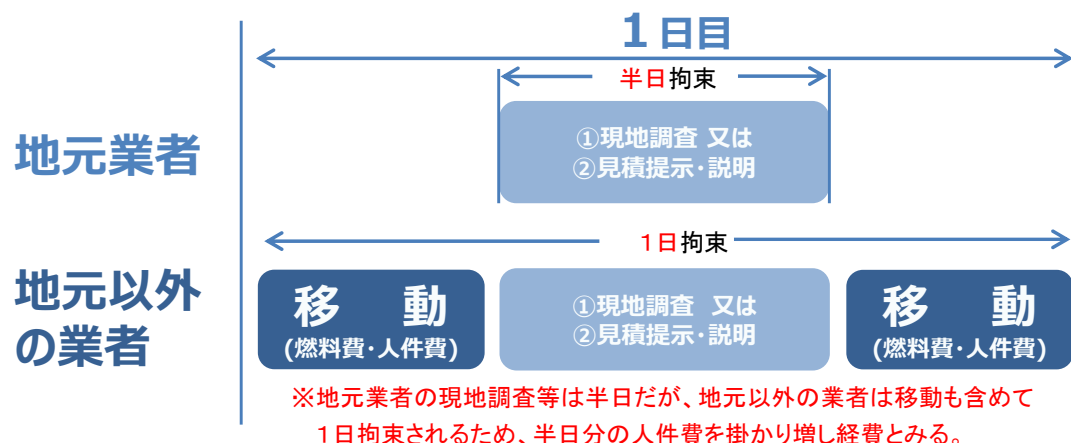 1日目
半日拘束
地元業者
①現地調査 又は
②見積提示・説明
1日拘束
地元以外
の業者
移 動
(燃料費・人件費)
①現地調査 又は
②見積提示・説明
移 動
(燃料費・人件費)
※地元業者の現地調査等は半日だが、地元以外の業者は移動も含めて
1日拘束されるため、半日分の人件費を掛かり増し経費とみる。